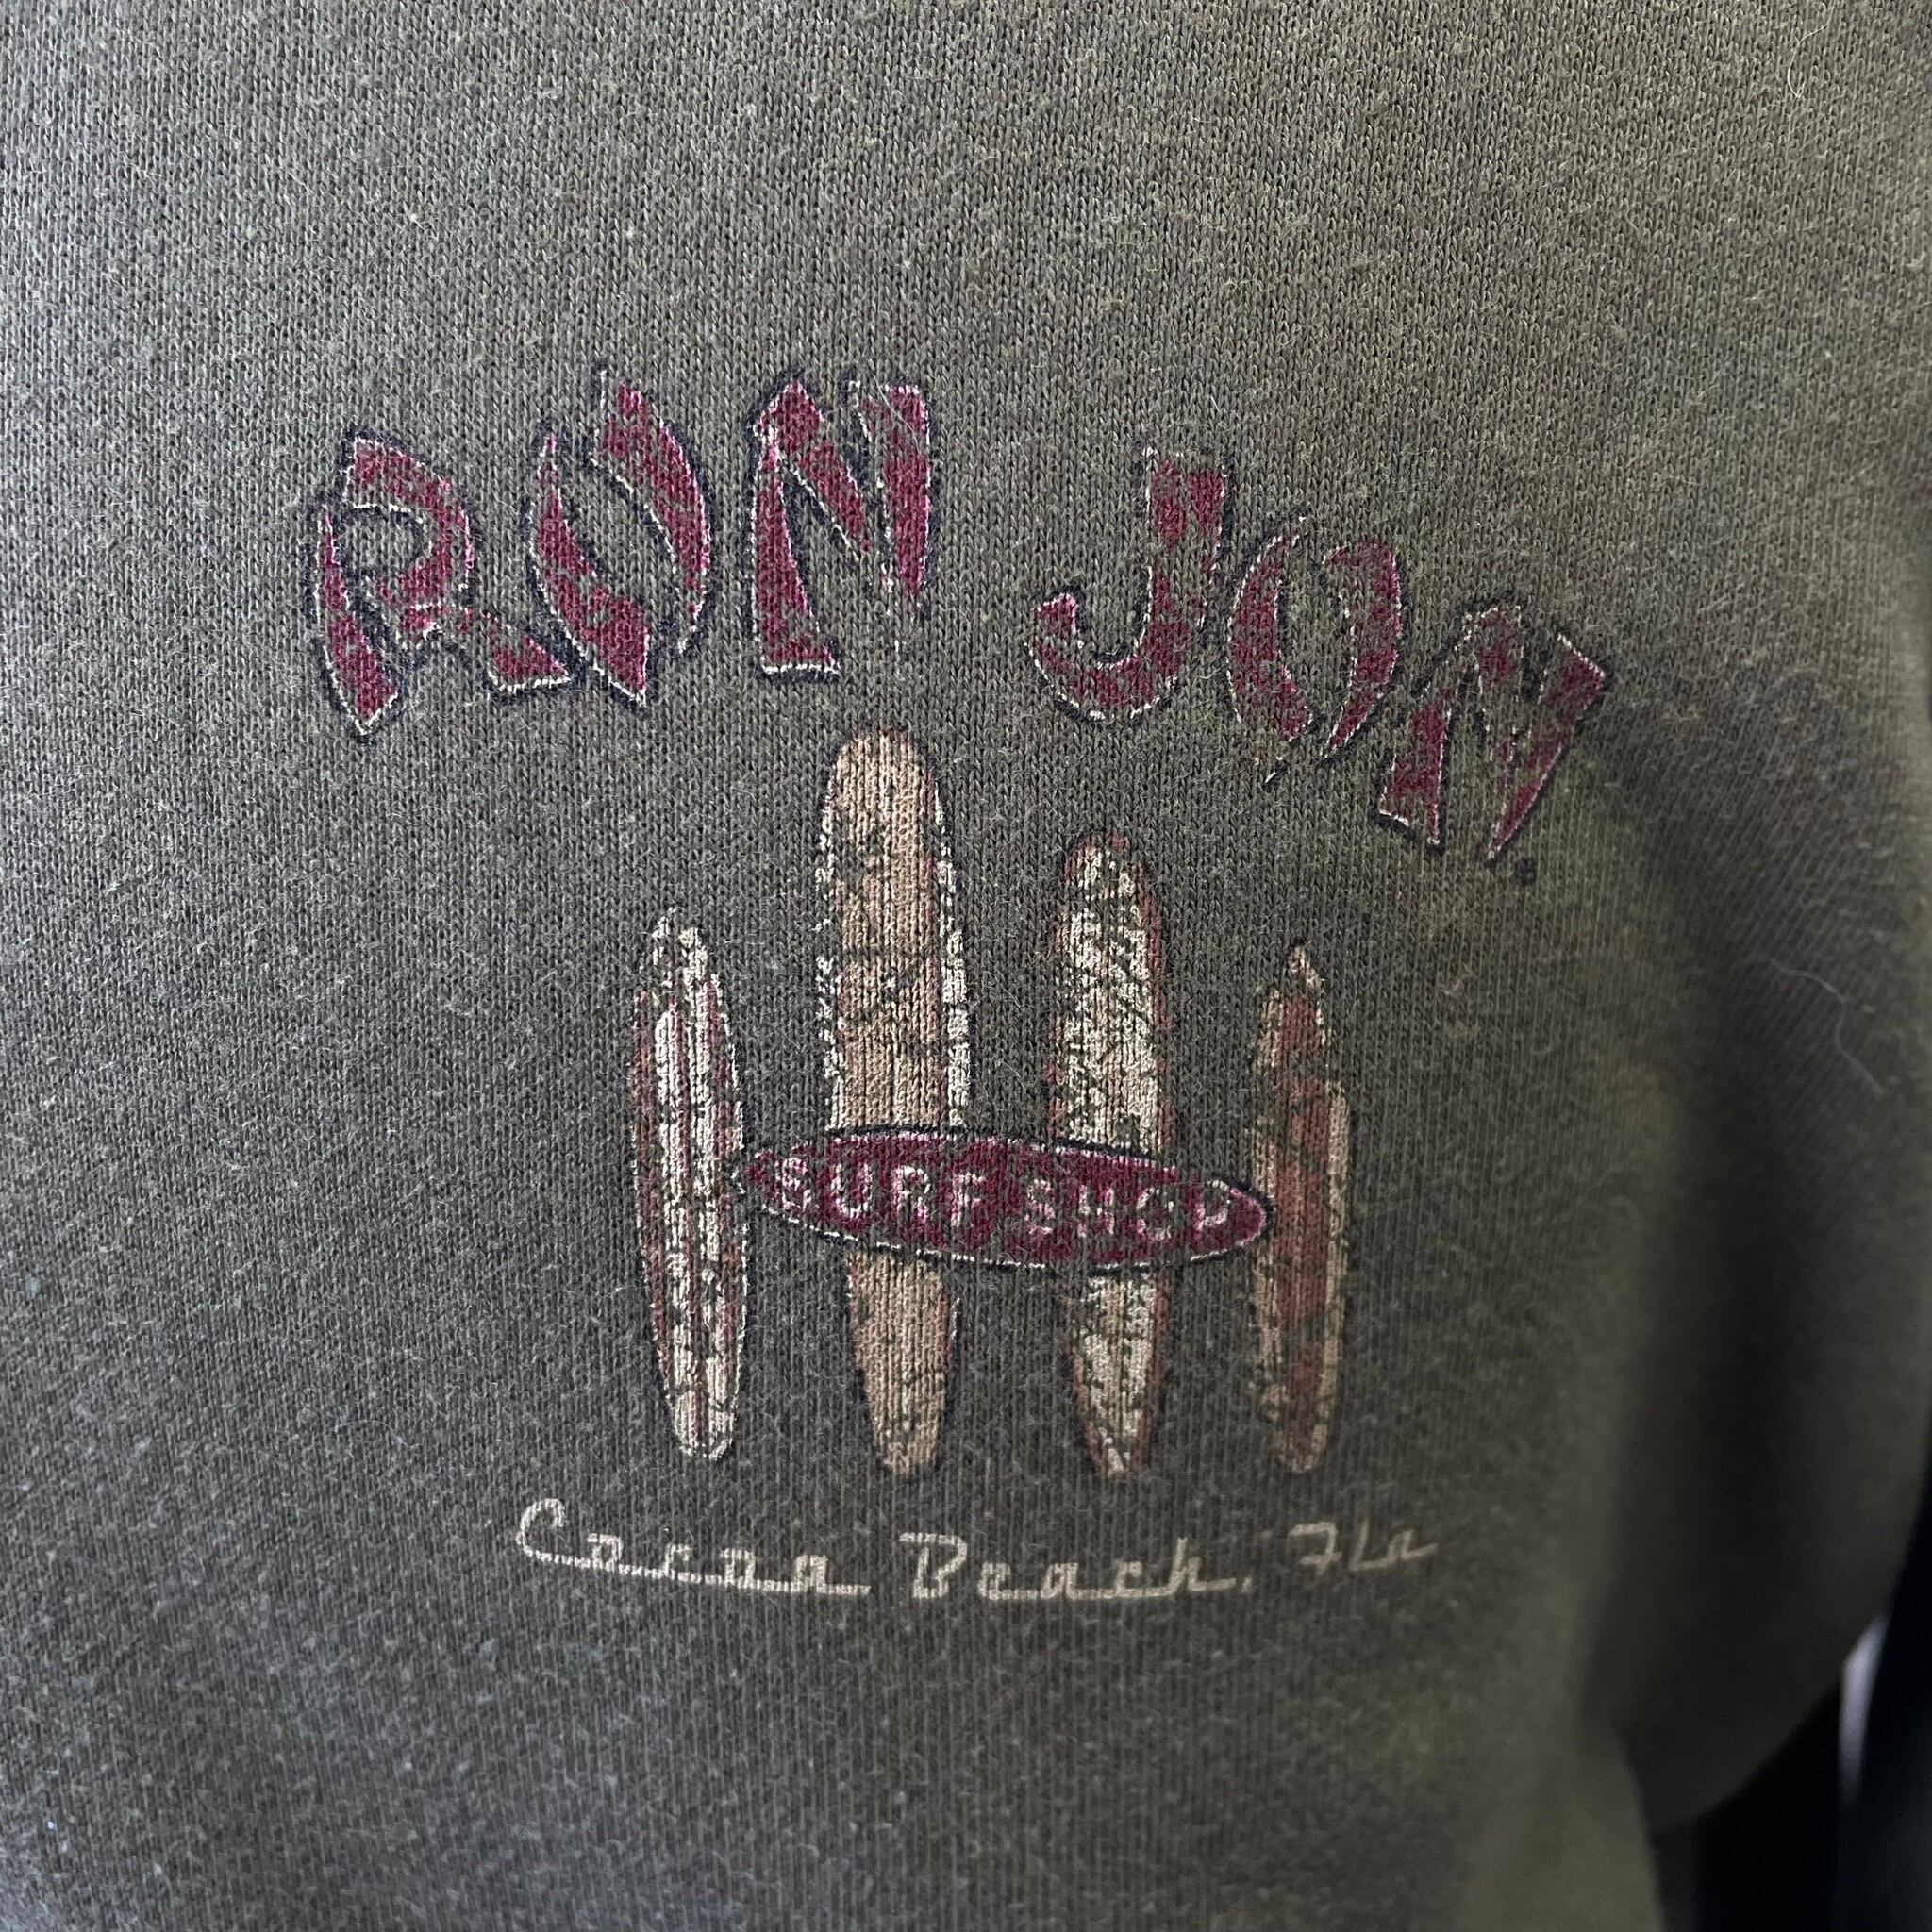 RON JON
SURF SHOP
Cocoa Beach, Fla